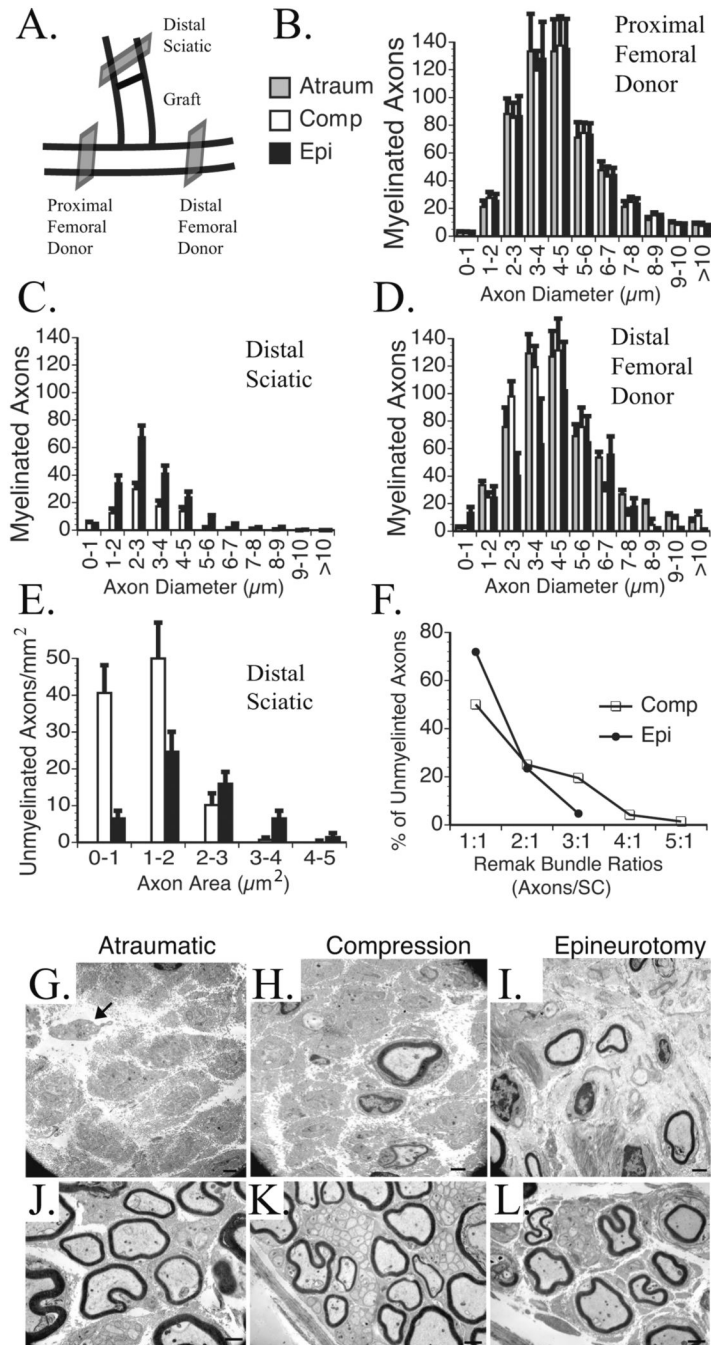 A.
Distal
Sciatic
Graft
Proximal
Femoral
Donor
Distal
Femoral
Donor
Atraum
Comp
Epi
B.
Proximal
Femoral
Donor
Myelinated Axons
140
120
100
80
60
40
20
0
0-1
1-2
2-3
3-4
4-5
5-6
6-7
7-8
8-9
9-10
>10
Axon Diameter (µm)
C.
Distal
Sciatic
Myelinated Axons
140
120
100
80
60
40
20
0
0-1
1-2
2-3
3-4
4-5
5-6
6-7
7-8
8-9
9-10
>10
Axon Diameter (µm)
D.
Distal
Femoral
Donor
Myelinated Axons
140
120
100
80
60
40
20
0
0-1
1-2
2-3
3-4
4-5
5-6
6-7
7-8
8-9
9-10
>10
Axon Diameter (µm)
E.
Distal
Sciatic
Unmyelinated Axons/mm²
50
40
30
20
10
0
0-1
1-2
2-3
3-4
4-5
Axon Area (µm²)
F.
% of Unmyelinted Axons
80
60
40
20
0
Comp
Epi
1:1
2:1
3:1
4:1
5:1
Remak Bundle Ratios
(Axons/SC)
Atraumatic
Compression
Epineurotomy
G.
H.
I.
J.
K.
L.